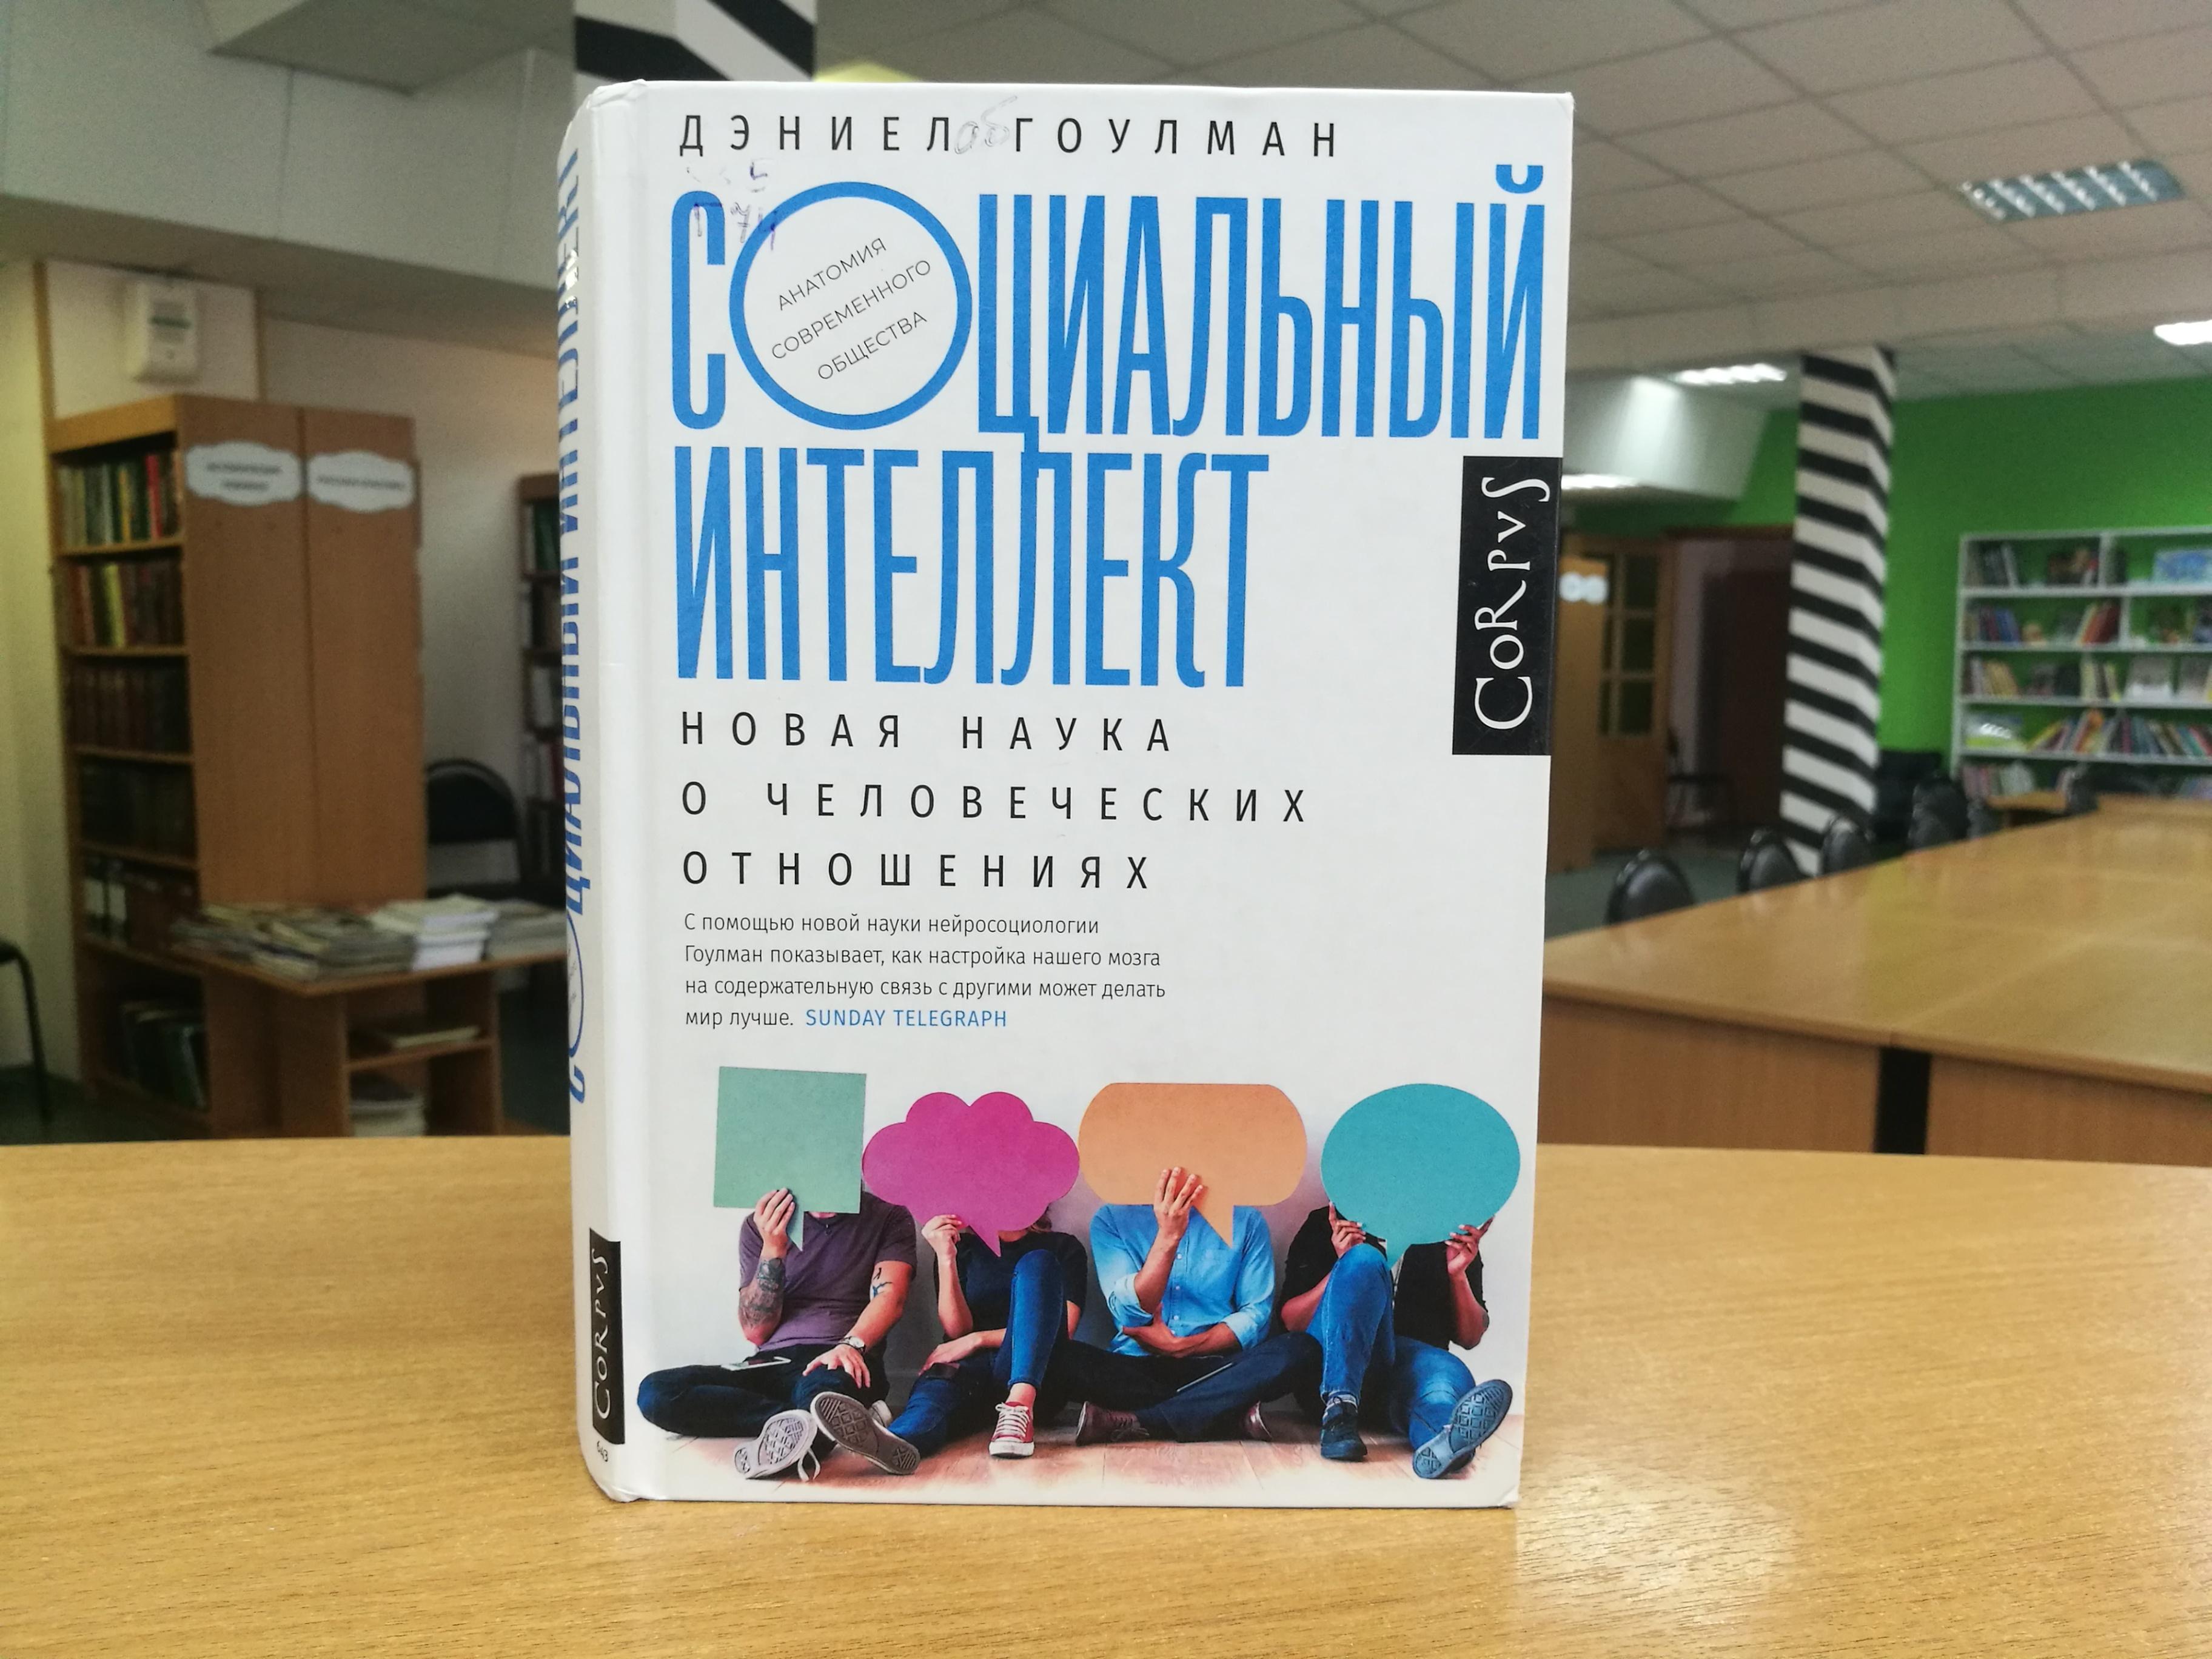 ДЭНИЕЛ ГОУЛМАН
СОЦИАЛЬНЫЙ
АНАТОМИЯ
СОВРЕМЕННОГО
ОБЩЕСТВА
ИНТЕЛЛЕКТ
CORPVS
НОВАЯ НАУКА
О ЧЕЛОВЕЧЕСКИХ
ОТНОШЕНИЯХ
С помощью новой науки нейросоциологии
Гоулман показывает, как настройка нашего мозга
на содержательную связь с другими может делать
мир лучше. SUNDAY TELEGRAPH
СОЦИАЛЬНЫЙ ИНТЕЛЛЕКТ
CORPVS
643